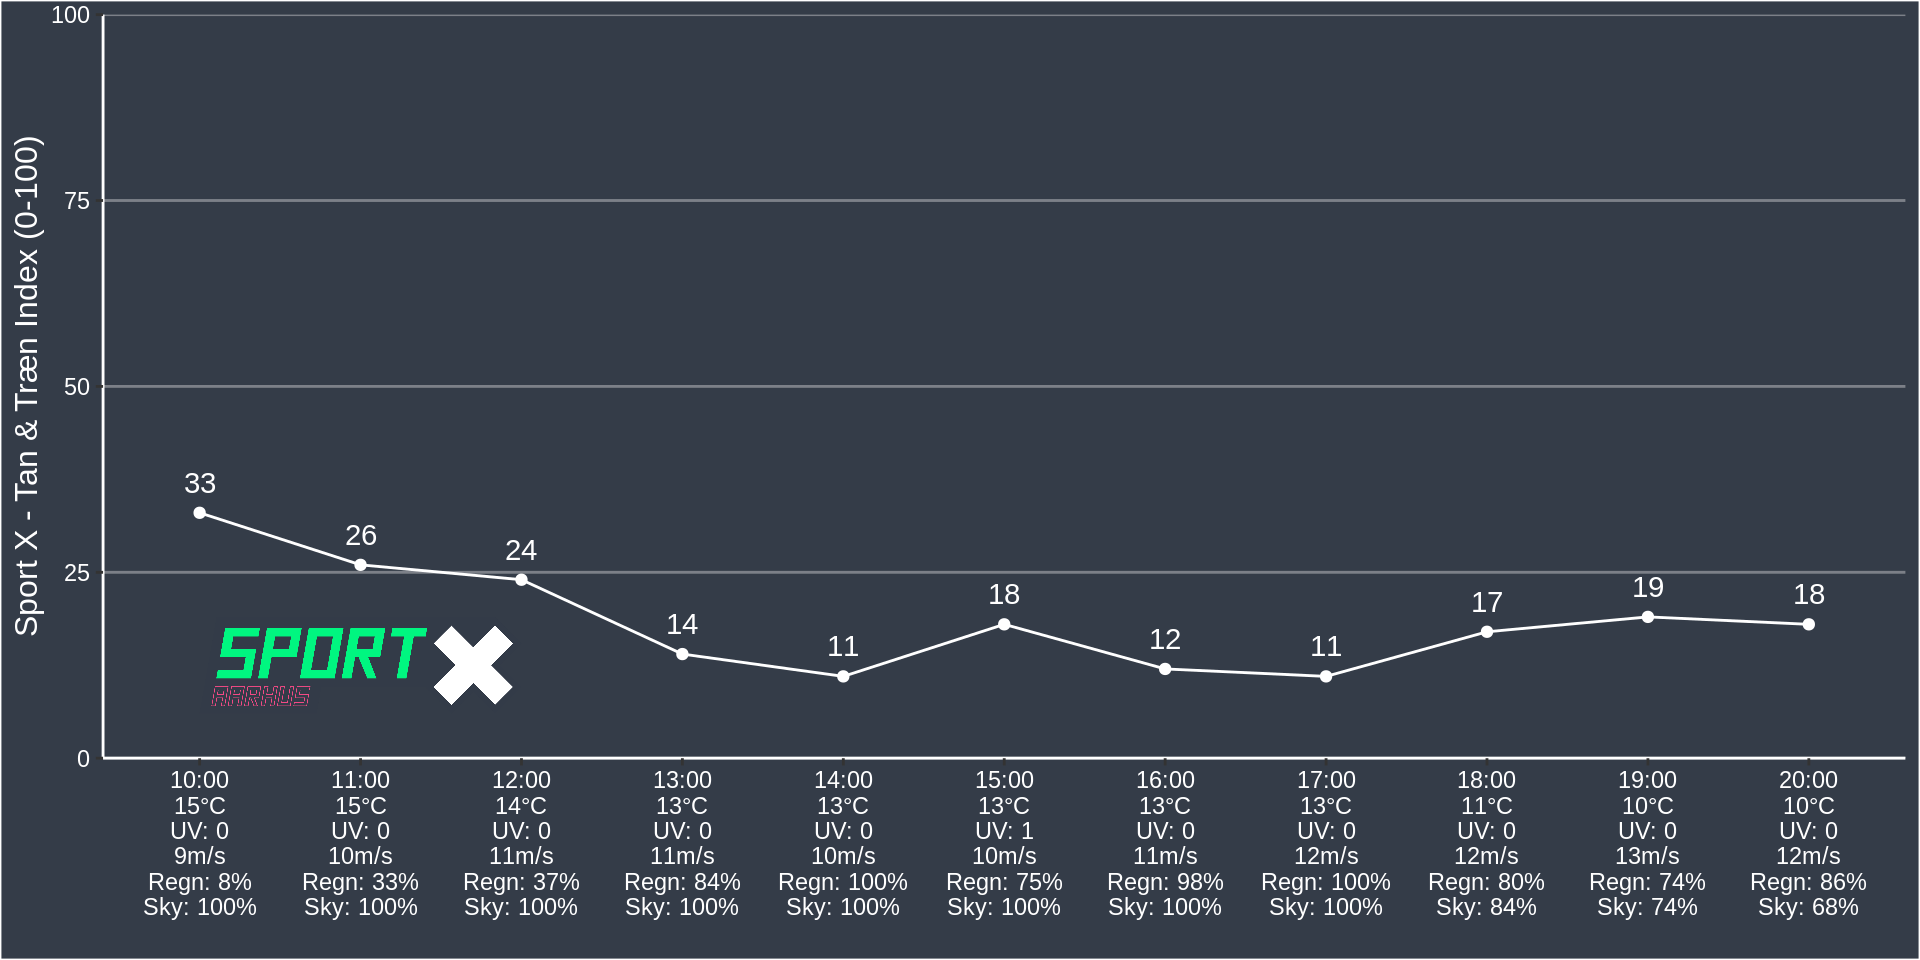 Sport X - Tan & Træn Index (0-100)
100
75
50
25
0
33
26
24
14
11
18
12
11
17
19
18
SPORT X
AARHUS
10:00 11:00 12:00 13:00 14:00 15:00 16:00 17:00 18:00 19:00 20:00
15°C 15°C 14°C 13°C 13°C 13°C 13°C 13°C 11°C 10°C 10°C
UV: 0 UV: 0 UV: 0 UV: 0 UV: 0 UV: 1 UV: 0 UV: 0 UV: 0 UV: 0 UV: 0
9m/s 10m/s 11m/s 11m/s 10m/s 10m/s 11m/s 12m/s 12m/s 13m/s 12m/s
Regn: 8% Regn: 33% Regn: 37% Regn: 84% Regn: 100% Regn: 75% Regn: 98% Regn: 100% Regn: 80% Regn: 74% Regn: 86%
Sky: 100% Sky: 100% Sky: 100% Sky: 100% Sky: 100% Sky: 100% Sky: 100% Sky: 100% Sky: 84% Sky: 74% Sky: 68%